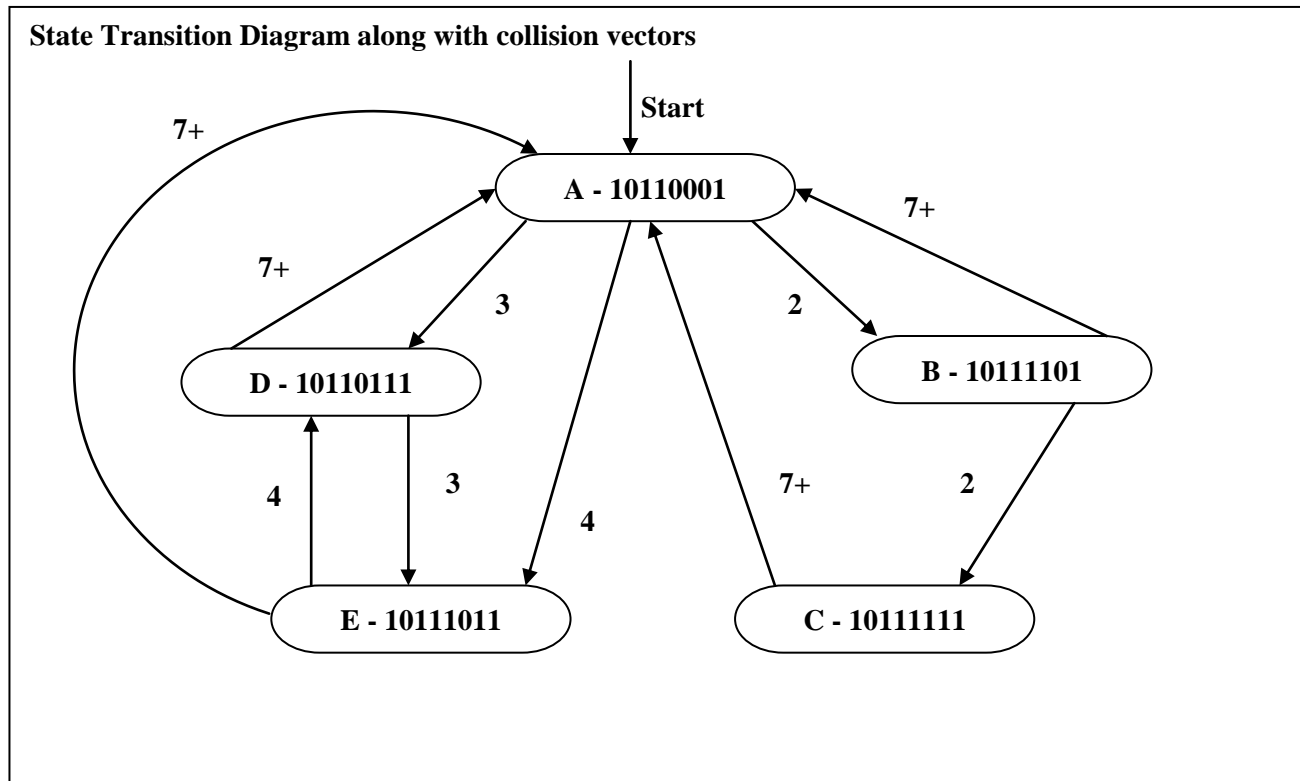 State Transition Diagram along with collision vectors
Start
7+
A - 10110001
7+
7+
3
2
D - 10110111
B - 10111101
4
3
4
7+
2
E - 10111011
C - 10111111